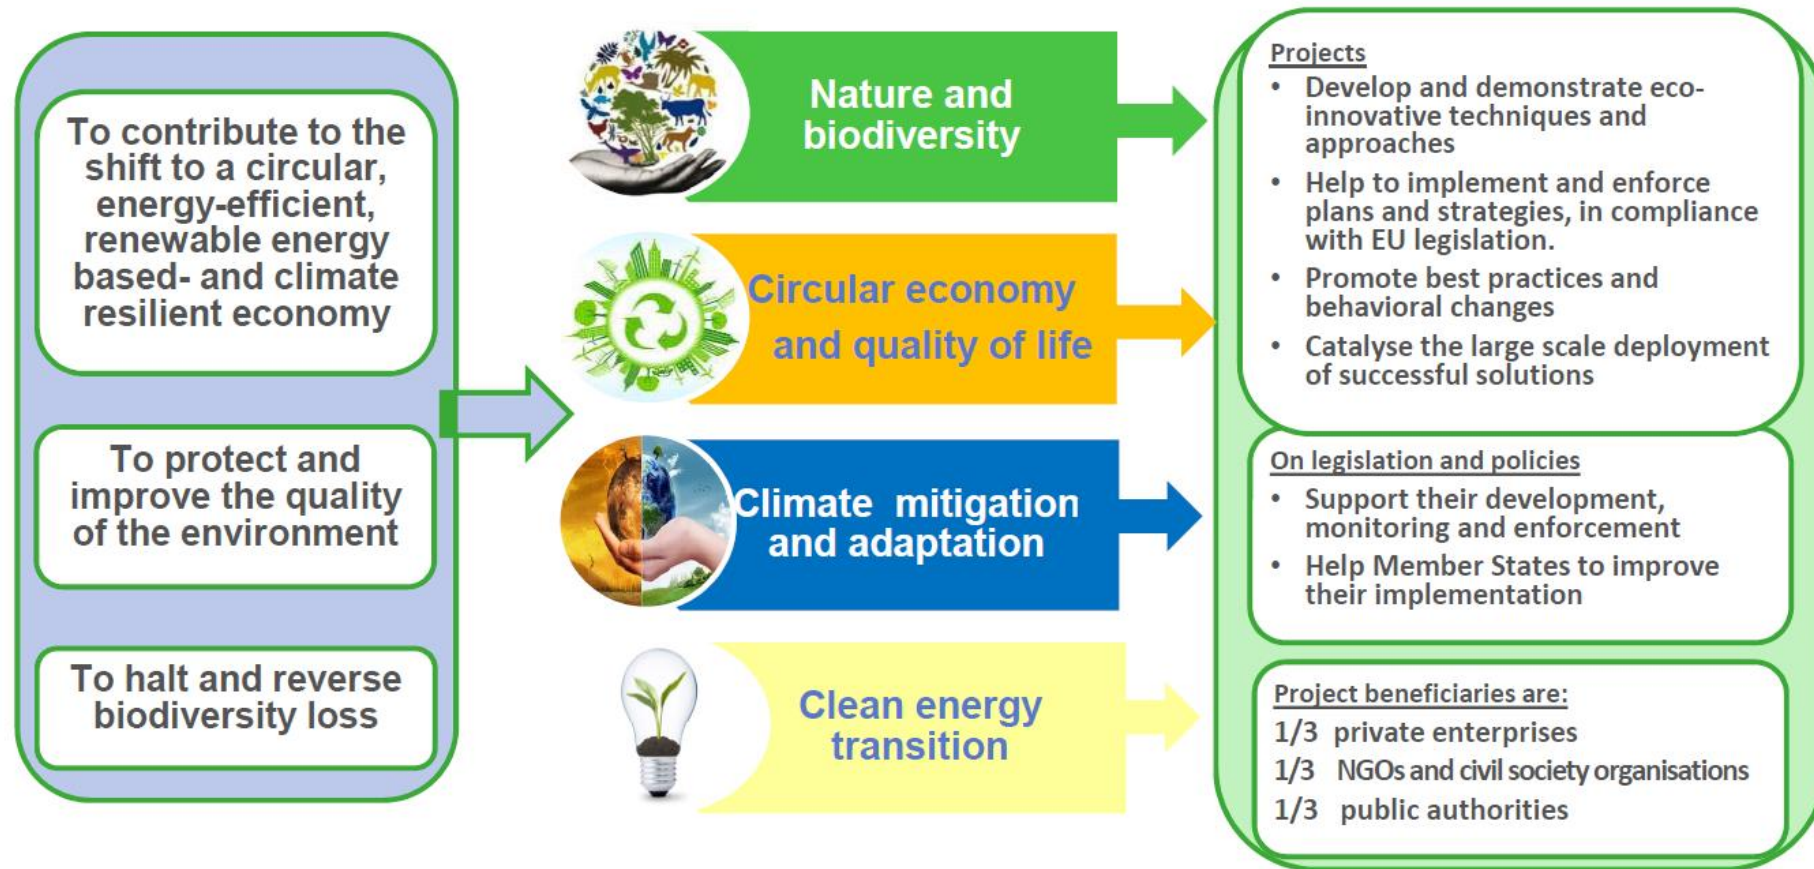 To contribute to the
shift to a circular,
energy-efficient,
renewable energy
based- and climate
resilient economy
To protect and
improve the quality
of the environment
To halt and reverse
biodiversity loss
Nature and
biodiversity
Circular economy
and quality of life
Climate mitigation
and adaptation
Clean energy
transition
Projects
• Develop and demonstrate eco-
innovative techniques and
approaches
• Help to implement and enforce
plans and strategies, in compliance
with EU legislation.
• Promote best practices and
behavioral changes
• Catalyse the large scale deployment
of successful solutions
On legislation and policies
• Support their development,
monitoring and enforcement
• Help Member States to improve
their implementation
Project beneficiaries are:
1/3 private enterprises
1/3 NGOs and civil society organisations
1/3 public authorities